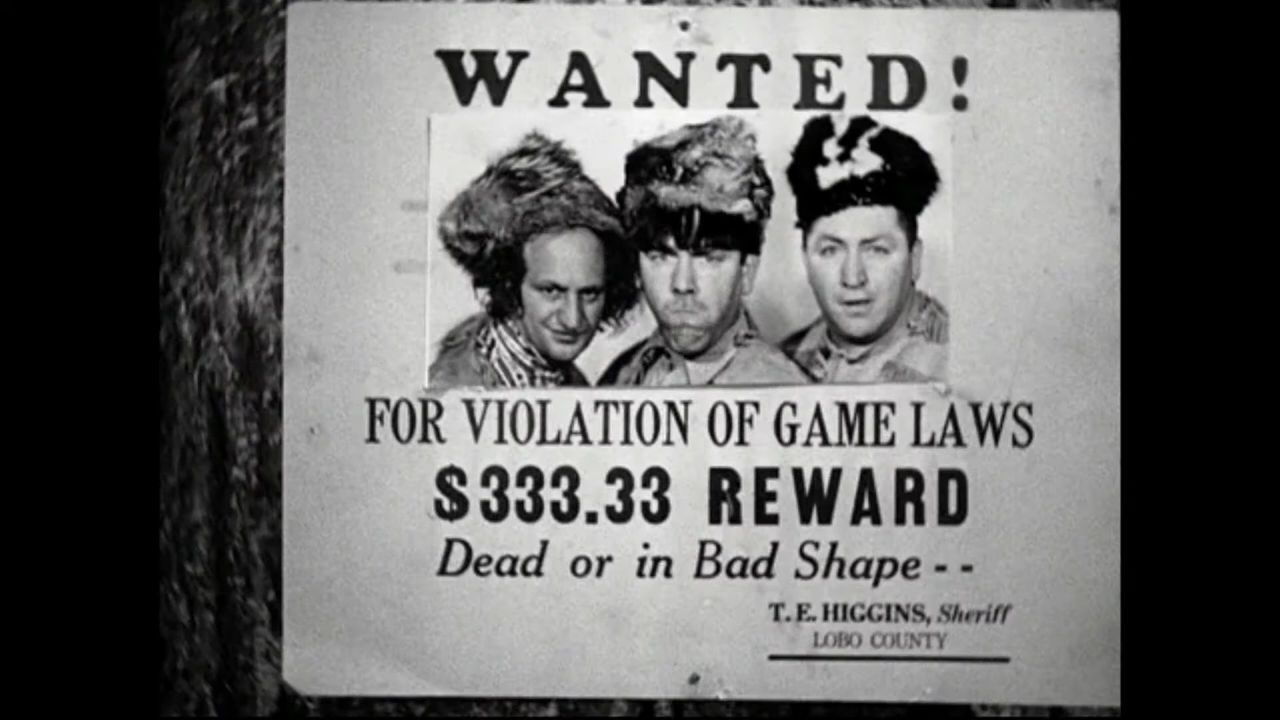 WANTED!
FOR VIOLATION OF GAME LAWS
$333.33 REWARD
Dead or in Bad Shape - -
T. E. HIGGINS, Sheriff
LOBO COUNTY